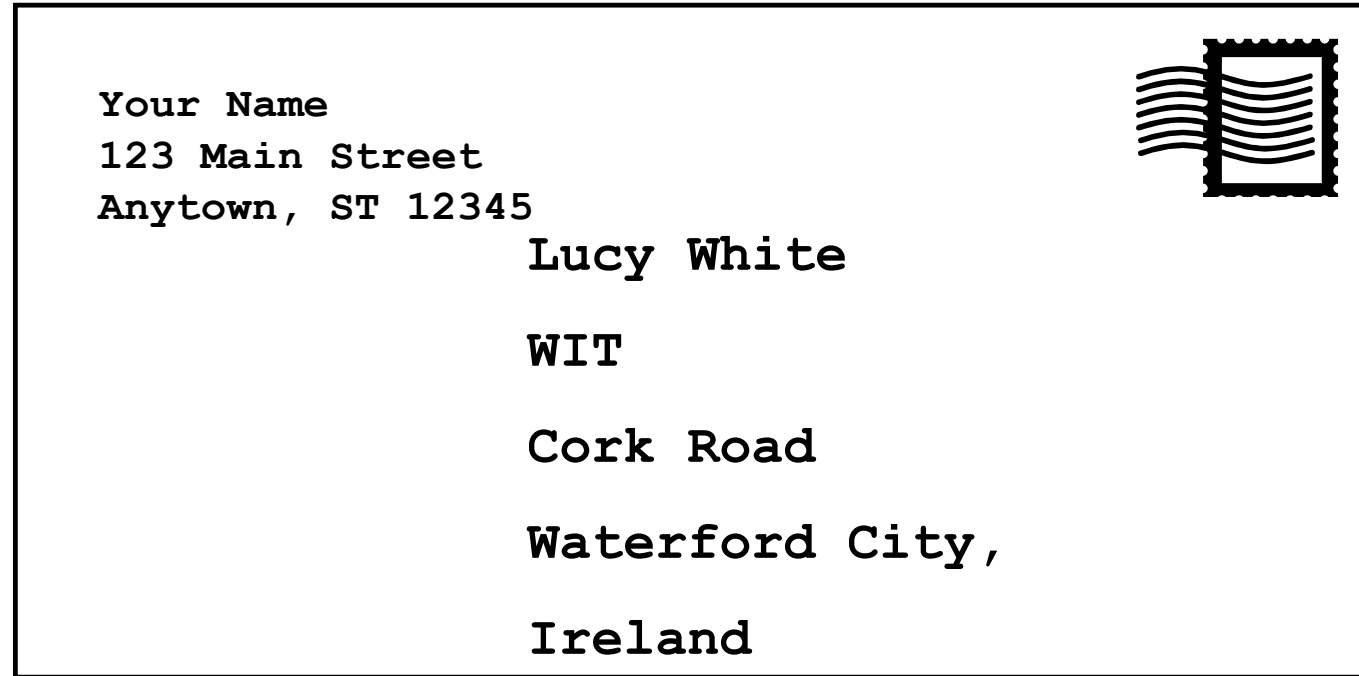 Your Name
123 Main Street
Anytown, ST 12345
Lucy White
WIT
Cork Road
Waterford City,
Ireland